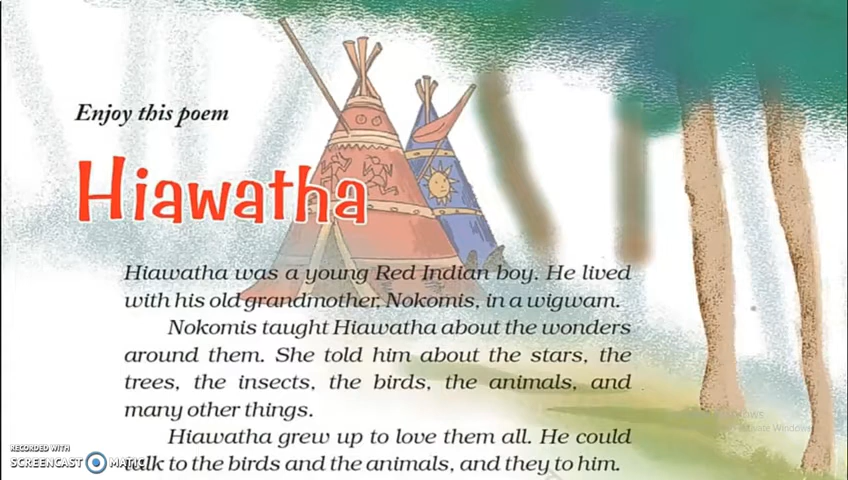 Enjoy this poem
Hiawatha
Hiawatha was a young Red Indian boy. He lived
with his old grandmother, Nokomis, in a wigwam.
Nokomis taught Hiawatha about the wonders
around them. She told him about the stars, the
trees, the insects, the birds, the animals, and
many other things.
Hiawatha grew up to love them all. He could
talk to the birds and the animals, and they to him.
RECORDED WITH
SCREENCAST MATIC